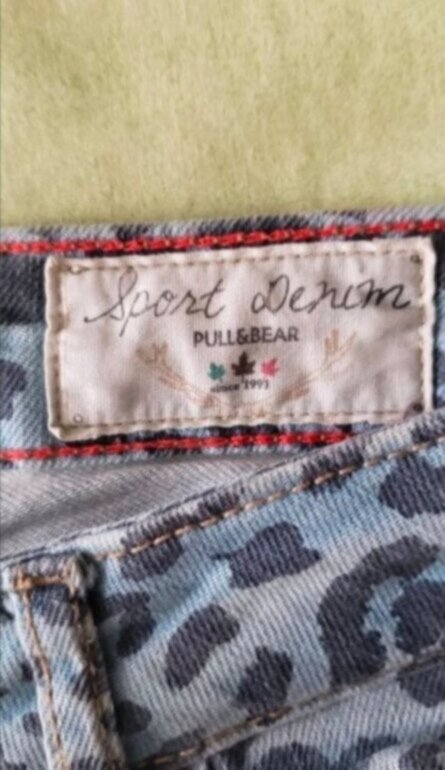 Sport Denim
PULL&BEAR
since 1991